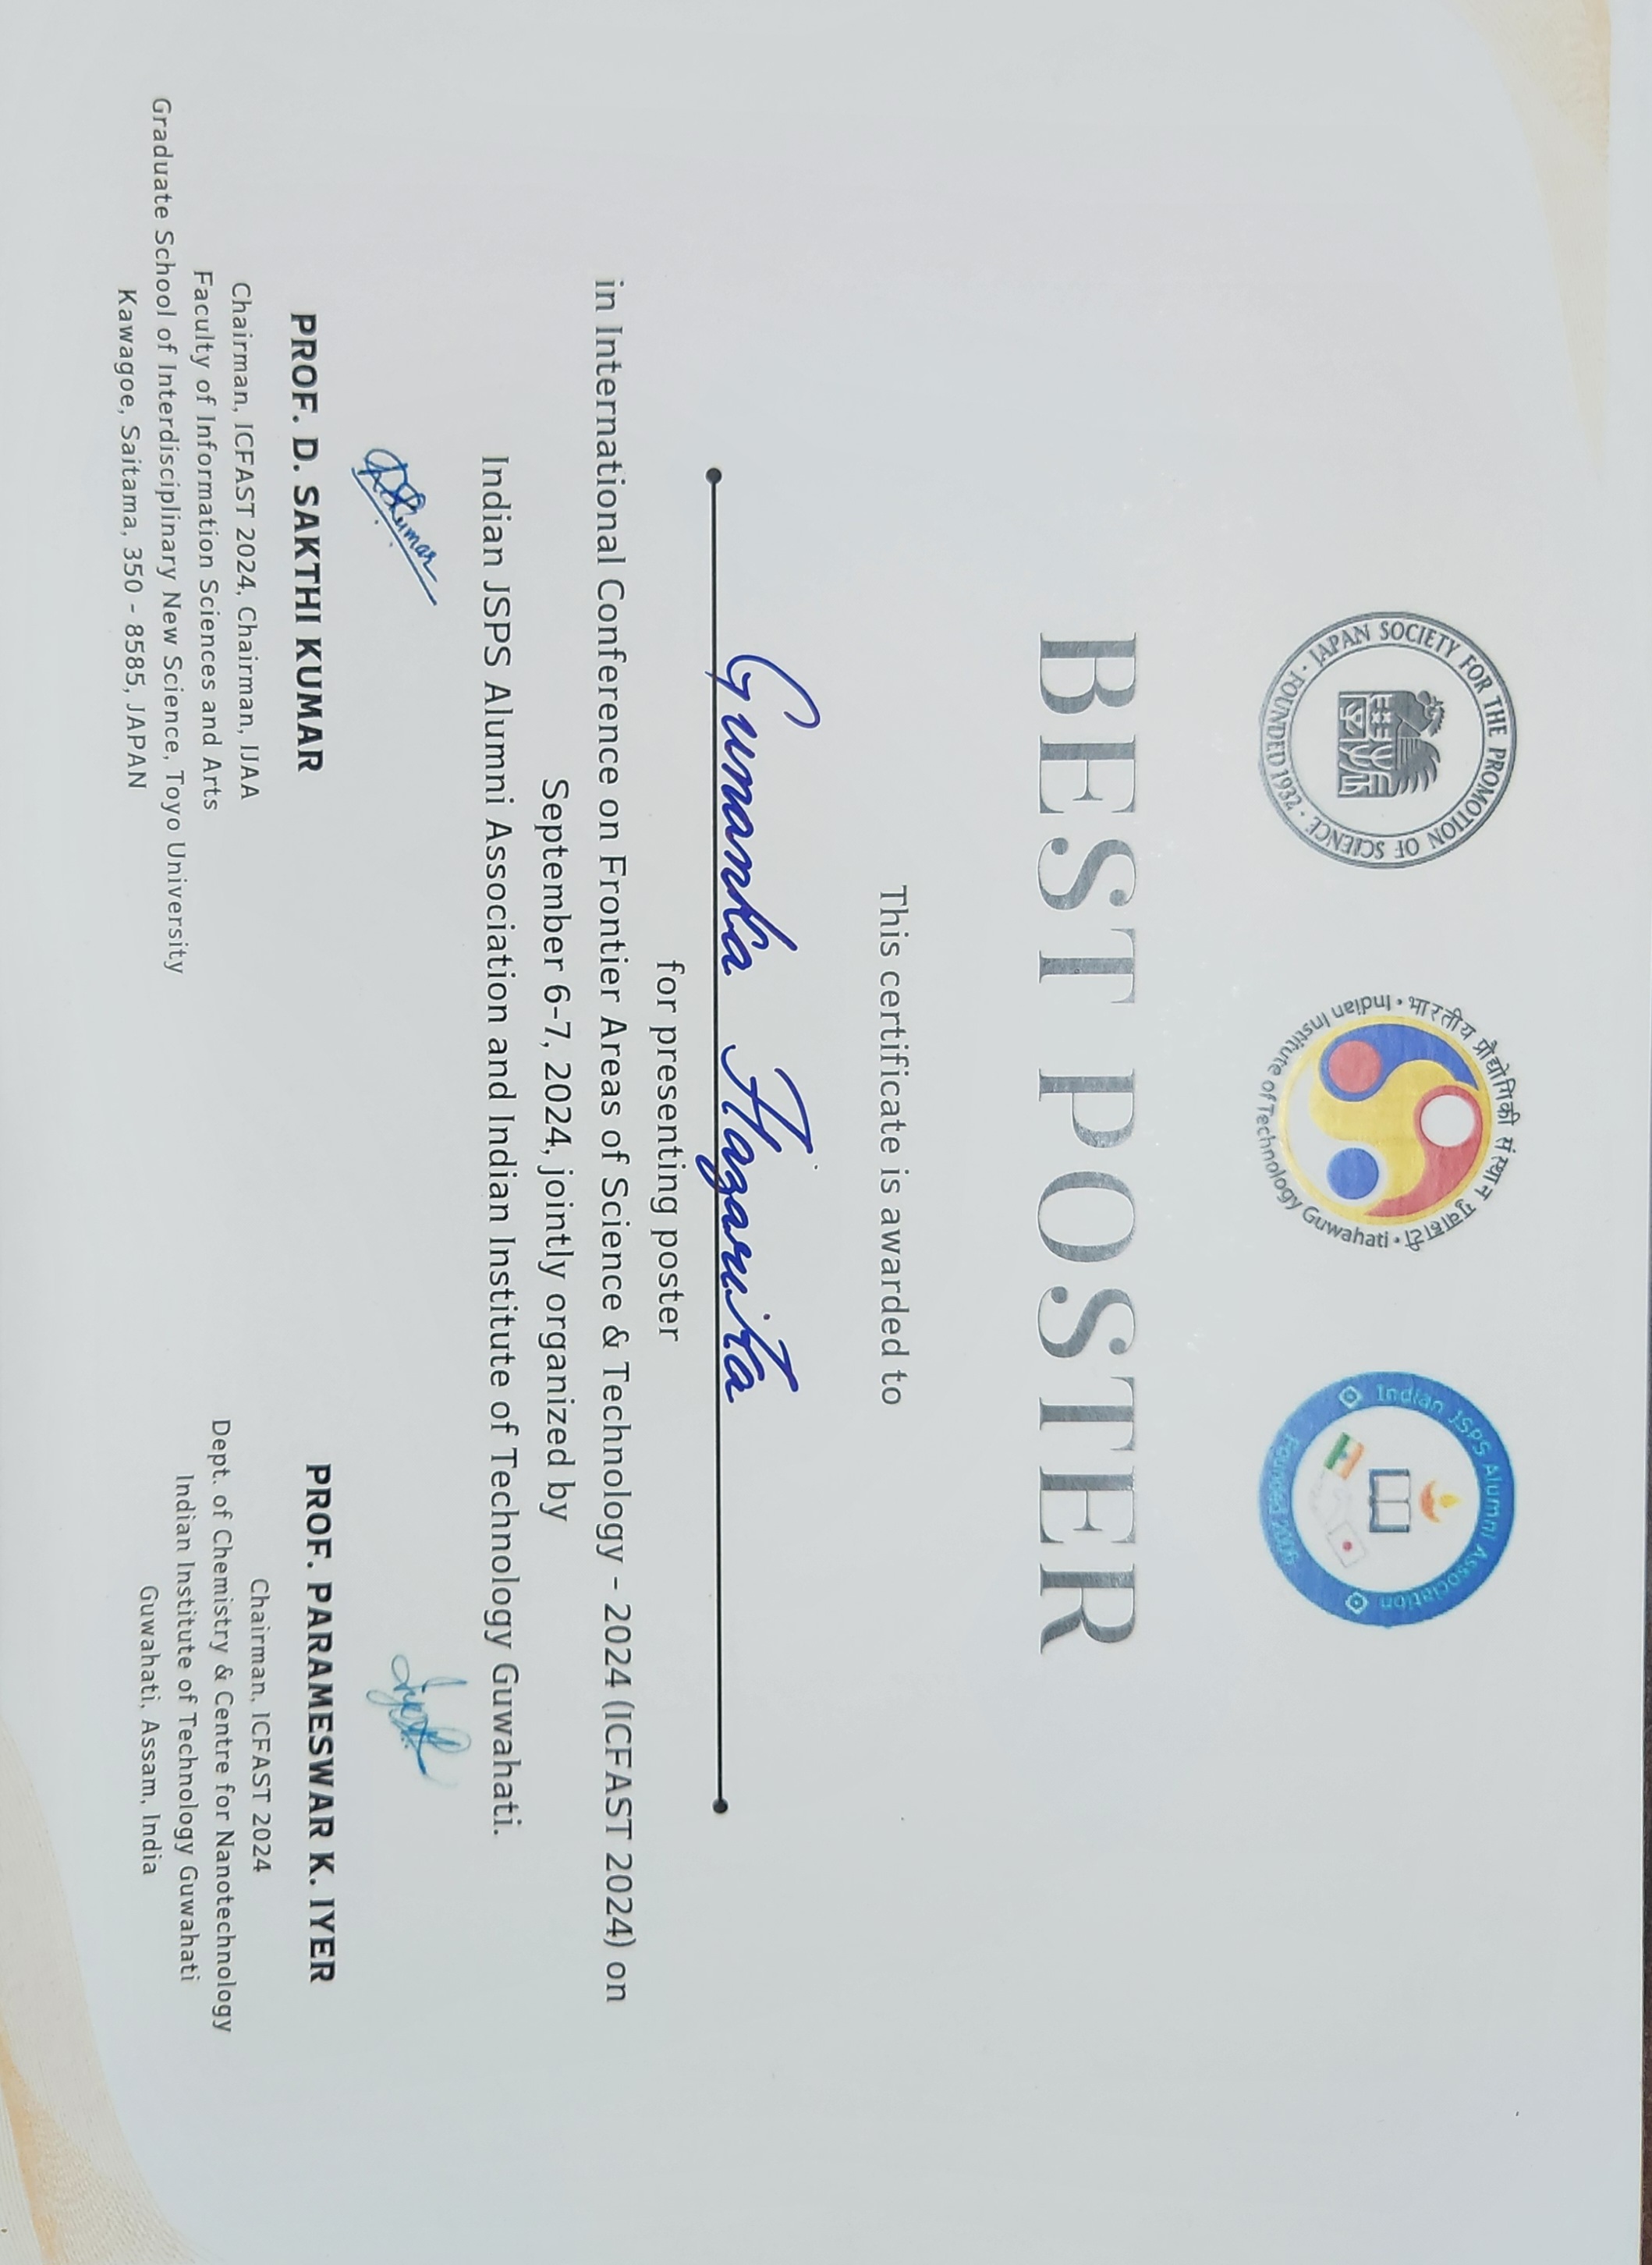 JAPAN SOCIETY FOR THE PROMOTION OF SCIENCE · FOUNDED 1932 ·
भारतीय प्रौद्योगिकी संस्थान गुवाहाटी • Indian Institute of Technology Guwahati •
Indian JSPS Alumni Association
Founded 2006
BEST POSTER
This certificate is awarded to
Gunanka Hazarika
for presenting poster
in International Conference on Frontier Areas of Science & Technology - 2024 (ICFAST 2024) on
September 6-7, 2024, jointly organized by
Indian JSPS Alumni Association and Indian Institute of Technology Guwahati.
PROF. D. SAKTHI KUMAR
Chairman, ICFAST 2024, Chairman, IJAA
Faculty of Information Sciences and Arts
Graduate School of Interdisciplinary New Science, Toyo University
Kawagoe, Saitama, 350 - 8585, JAPAN
PROF. PARAMESWAR K. IYER
Chairman, ICFAST 2024
Dept. of Chemistry & Centre for Nanotechnology
Indian Institute of Technology Guwahati
Guwahati, Assam, India